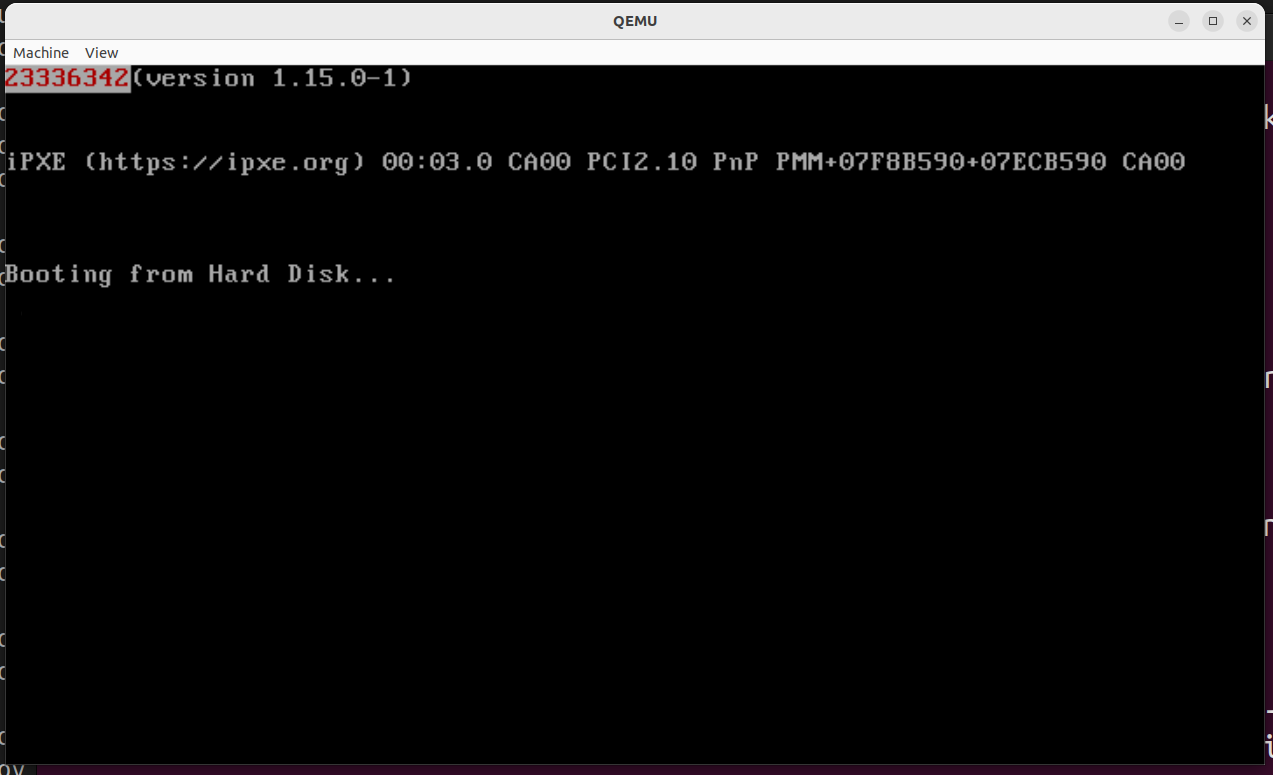 QEMU
Machine View
23336342(version 1.15.0-1)
iPXE (https://ipxe.org) 00:03.0 CA00 PCI2.10 PnP PMM+07F8B590+07ECB590 CA00
Booting from Hard Disk...